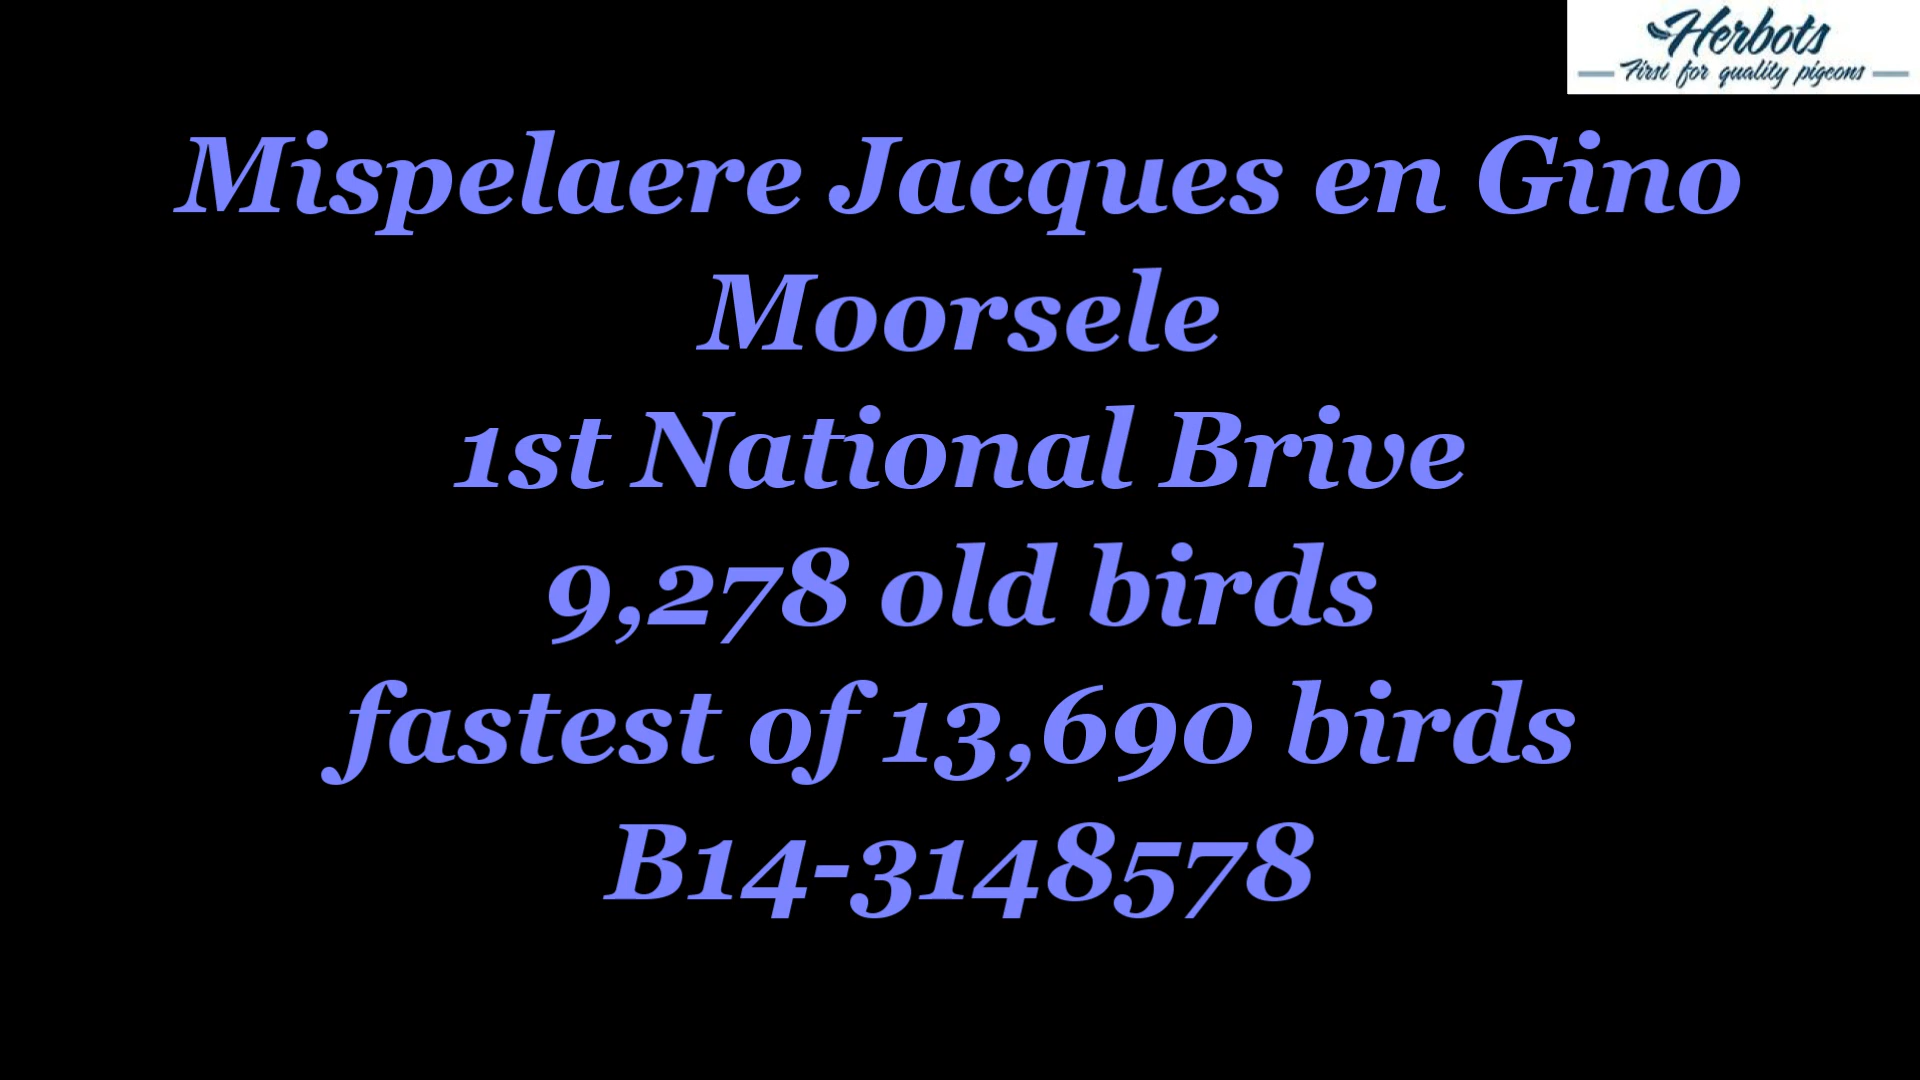 Herbots
First for quality pigeons
Mispelaere Jacques en Gino
Moorsele
1st National Brive
9,278 old birds
fastest of 13,690 birds
B14-3148578